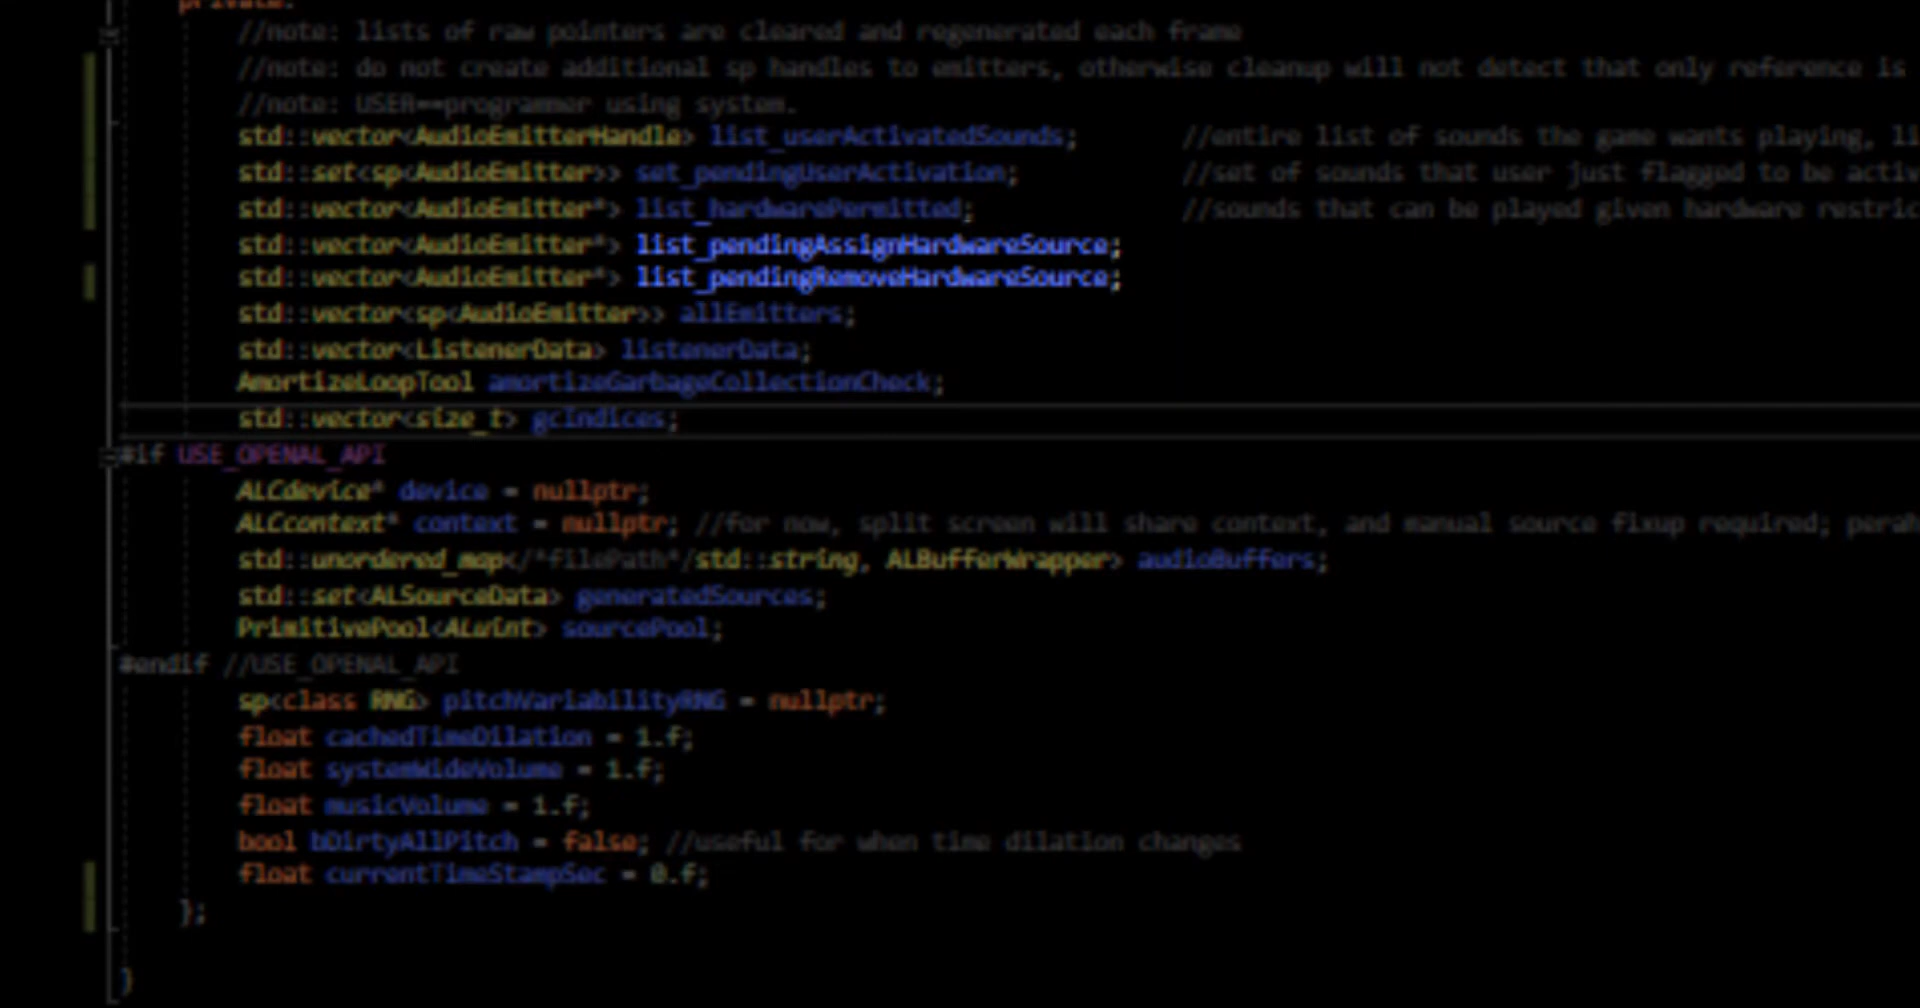 private:
//note: lists of raw pointers are cleared and regenerated each frame
//note: do not create additional sp handles to emitters, otherwise cleanup will not detect that only reference is
//note: USER==programmer using system.
std::vector<AudioEmitterHandle> list_userActivatedSounds; //entire list of sounds the game wants playing, li
std::set<sp<AudioEmitter>> set_pendingUserActivation; //set of sounds that user just flagged to be activ
std::vector<AudioEmitter*> list_hardwarePermitted; //sounds that can be played given hardware restric
std::vector<AudioEmitter*> list_pendingAssignHardwareSource;
std::vector<AudioEmitter*> list_pendingRemoveHardwareSource;
std::vector<sp<AudioEmitter>> allEmitters;
std::vector<ListenerData> listenerData;
AmortizeLoopTool amortizeGarbageCollectionCheck;
std::vector<size_t> gcIndices;
#if USE_OPENAL_API
ALCdevice* device = nullptr;
ALCcontext* context = nullptr; //for now, split screen will share context, and manual source fixup required; perah
std::unordered_map</*filePath*/std::string, ALBufferWrapper> audioBuffers;
std::set<ALSourceData> generatedSources;
PrimitivePool<ALuint> sourcePool;
#endif //USE_OPENAL_API
sp<class RNG> pitchVariabilityRNG = nullptr;
float cachedTimeDilation = 1.f;
float systemWideVolume = 1.f;
float musicVolume = 1.f;
bool bDirtyAllPitch = false; //useful for when time dilation changes
float currentTimeStampSec = 0.f;
};
}